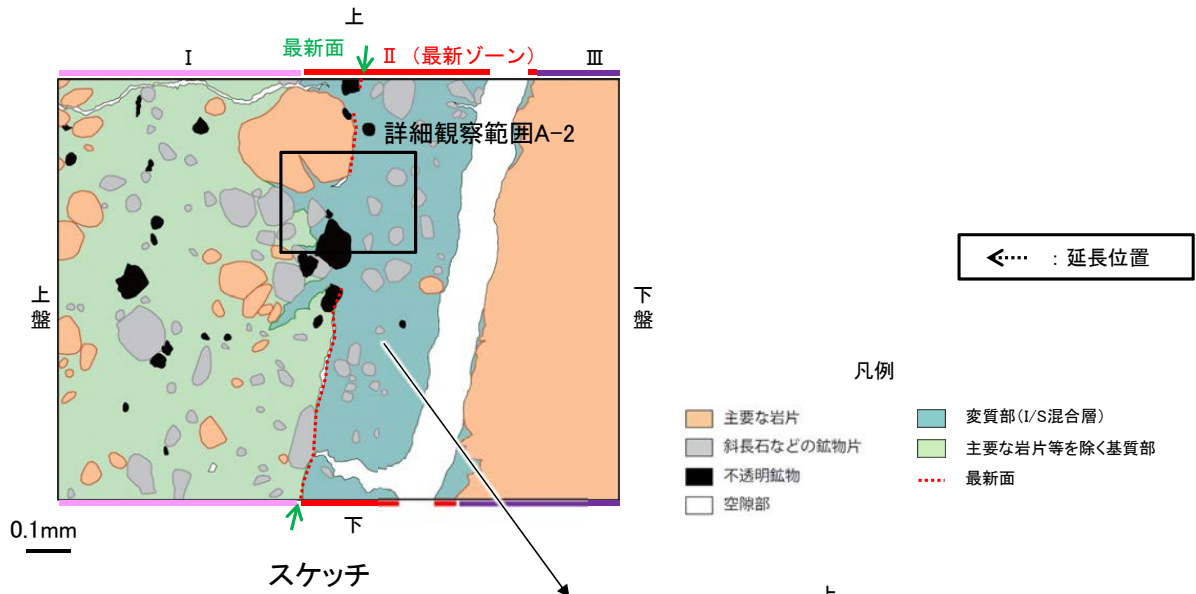 上
Ⅰ
最新面
Ⅱ （最新ゾーン）
Ⅲ
詳細観察範囲A-2
上盤
下盤
：延長位置
凡例
主要な岩片
変質部(I/S混合層)
斜長石などの鉱物片
主要な岩片等を除く基質部
不透明鉱物
最新面
空隙部
下
0.1mm
スケッチ
上